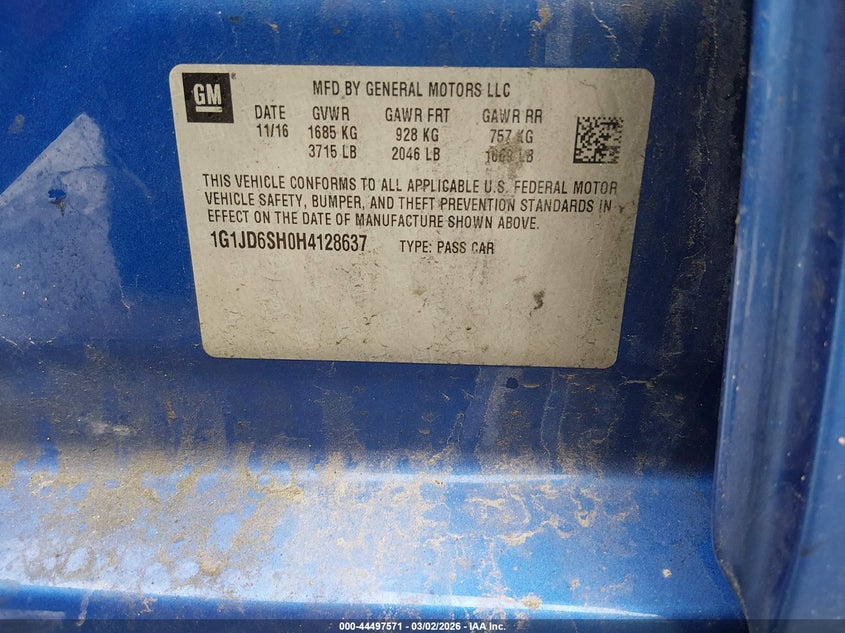 GM
MFD BY GENERAL MOTORS LLC
DATE GVWR GAWR FRT GAWR RR
11/16 1685 KG 928 KG 757 KG
3715 LB 2046 LB 1669 LB
THIS VEHICLE CONFORMS TO ALL APPLICABLE U.S. FEDERAL MOTOR
VEHICLE SAFETY, BUMPER, AND THEFT PREVENTION STANDARDS IN
EFFECT ON THE DATE OF MANUFACTURE SHOWN ABOVE.
1G1JD6SH0H4128637 TYPE: PASS CAR
000-44497571 | 03/02/2026 - IAA Inc.